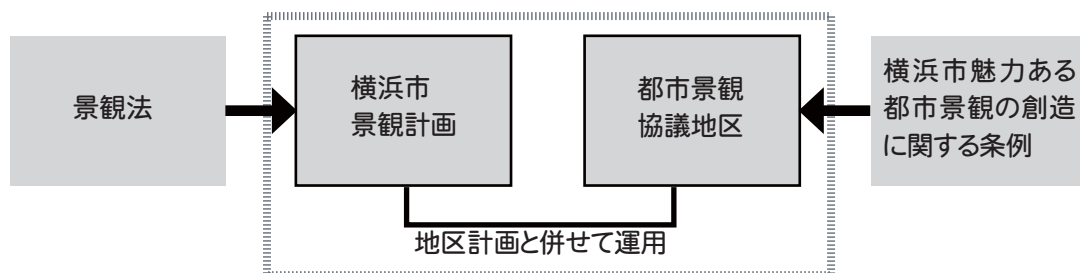 景観法
横浜市
景観計画
都市景観
協議地区
横浜市魅力ある
都市景観の創造
に関する条例
地区計画と併せて運用